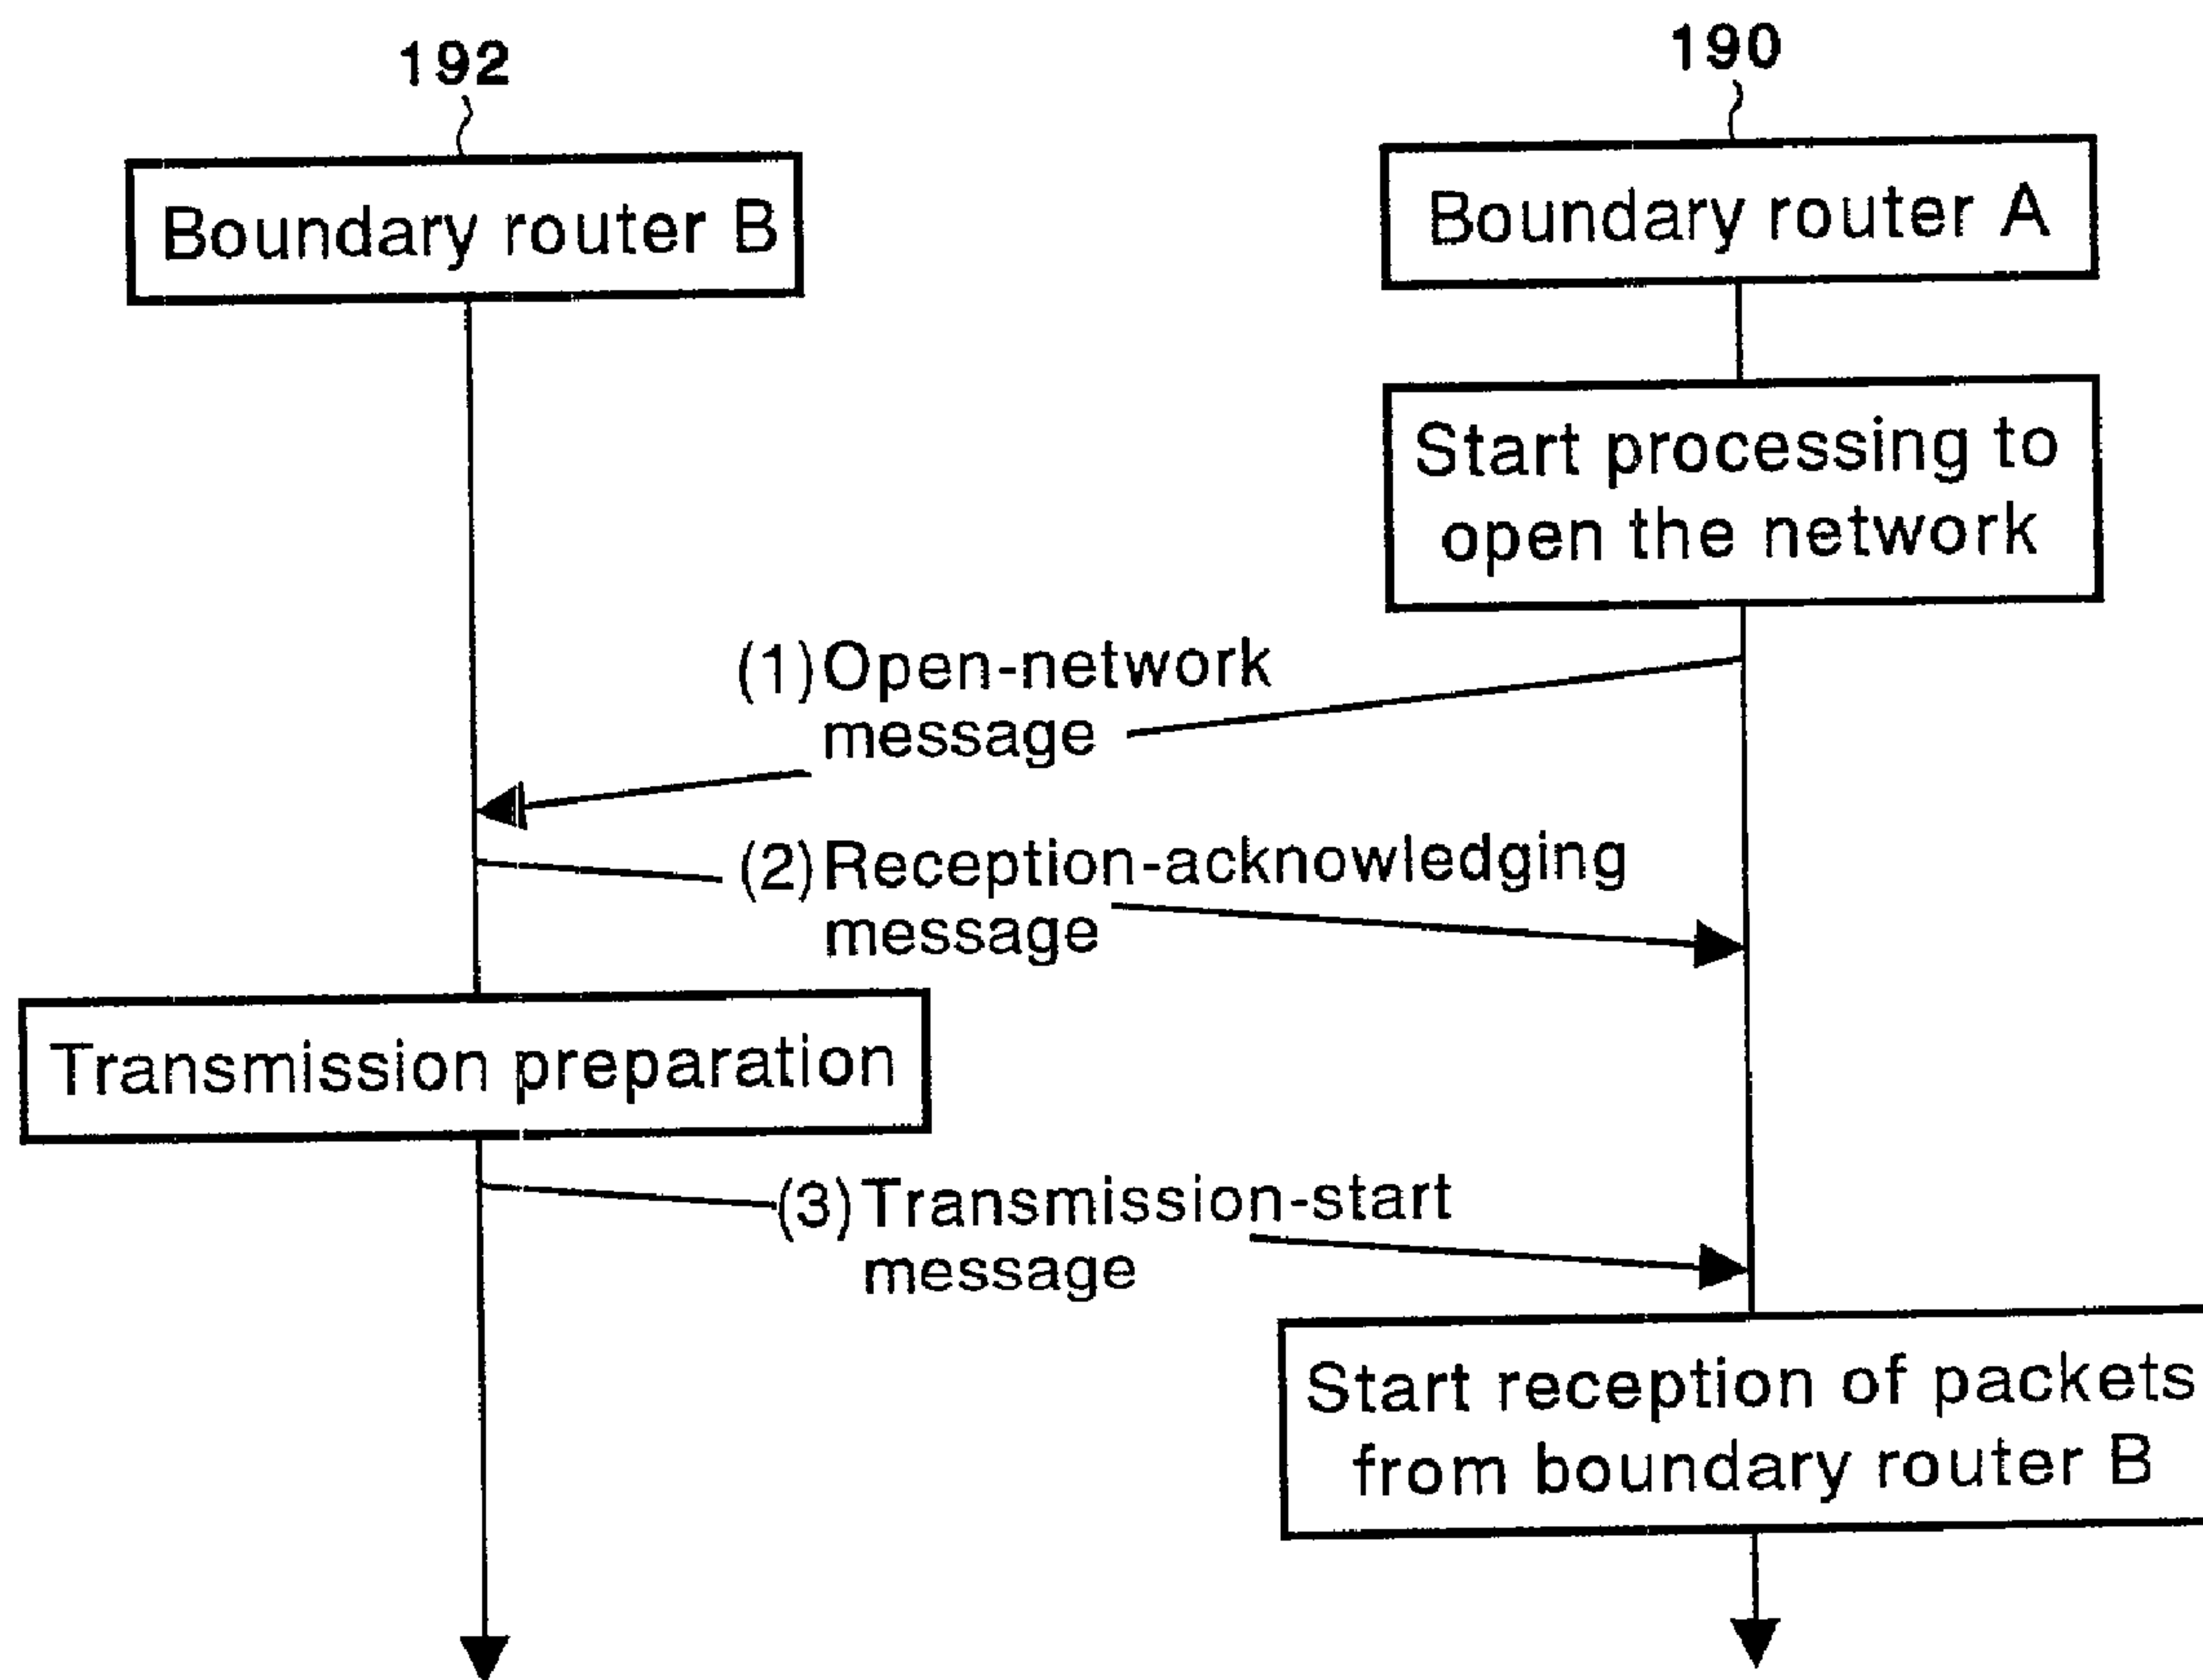 192
190
Boundary router B
Boundary router A
Start processing to
open the network
(1) Open-network
message
(2) Reception-acknowledging
message
Transmission preparation
(3) Transmission-start
message
Start reception of packets
from boundary router B